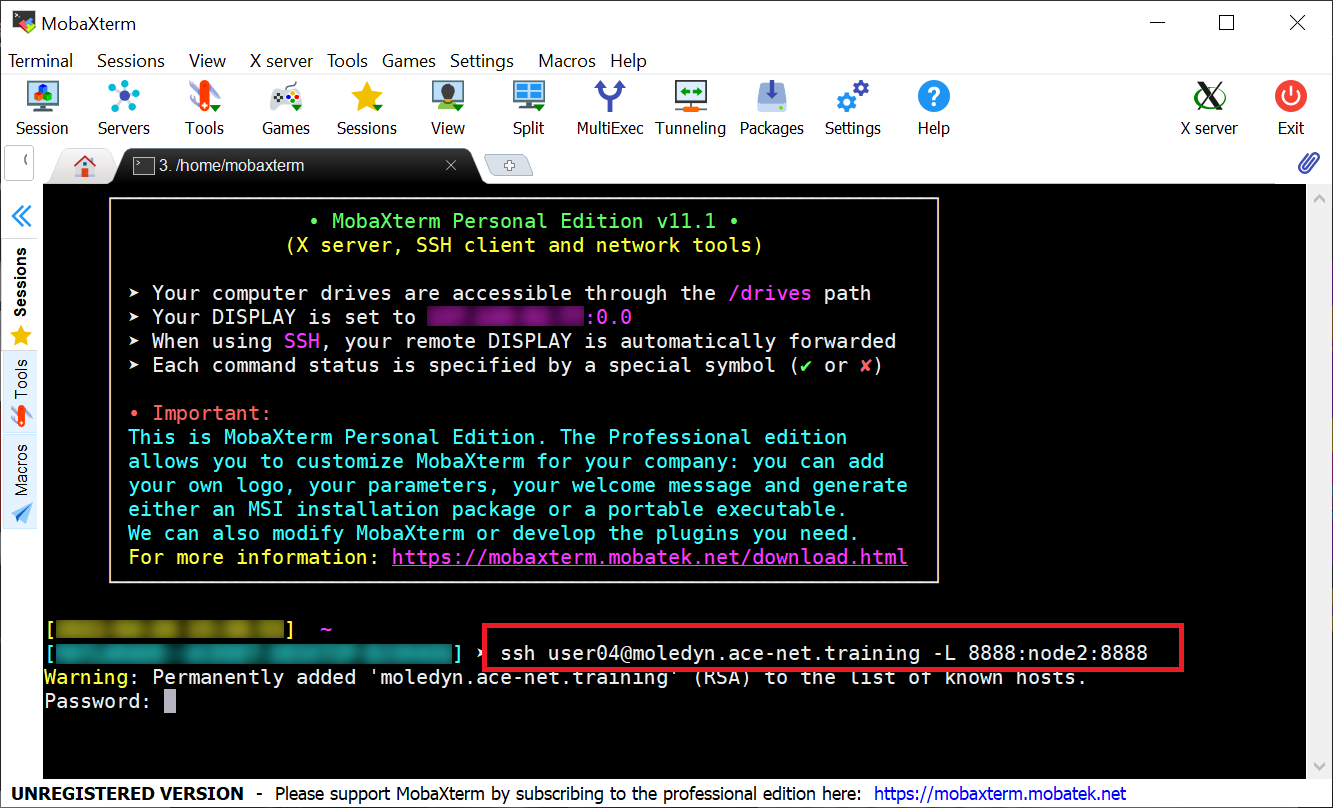 MobaXterm
Terminal Sessions View X server Tools Games Settings Macros Help
Session Servers Tools Games Sessions View Split MultiExec Tunneling Packages Settings Help X server Exit
3. /home/mobaxterm
Sessions
Tools
Macros
• MobaXterm Personal Edition v11.1 •
(X server, SSH client and network tools)
➤ Your computer drives are accessible through the /drives path
➤ Your DISPLAY is set to :0.0
➤ When using SSH, your remote DISPLAY is automatically forwarded
➤ Each command status is specified by a special symbol (✔ or ✘)
• Important:
This is MobaXterm Personal Edition. The Professional edition
allows you to customize MobaXterm for your company: you can add
your own logo, your parameters, your welcome message and generate
either an MSI installation package or a portable executable.
We can also modify MobaXterm or develop the plugins you need.
For more information: https://mobaxterm.mobatek.net/download.html
[] ~
[] ➤ ssh user04@moledyn.ace-net.training -L 8888:node2:8888
Warning: Permanently added 'moledyn.ace-net.training' (RSA) to the list of known hosts.
Password:
UNREGISTERED VERSION - Please support MobaXterm by subscribing to the professional edition here: https://mobaxterm.mobatek.net